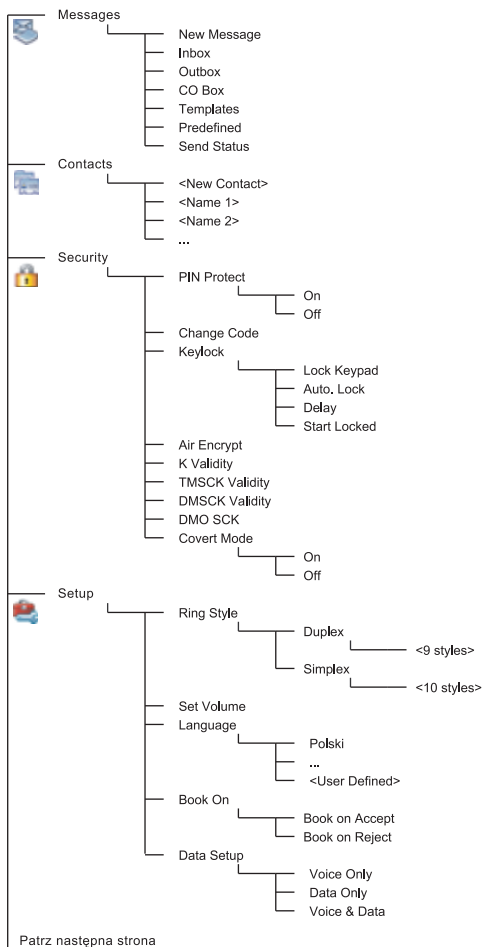 Messages
New Message
Inbox
Outbox
CO Box
Templates
Predefined
Send Status
Contacts
<New Contact>
<Name 1>
<Name 2>
...
Security
PIN Protect
On
Off
Change Code
Keylock
Lock Keypad
Auto. Lock
Delay
Start Locked
Air Encrypt
K Validity
TMSCK Validity
DMSCK Validity
DMO SCK
Covert Mode
On
Off
Setup
Ring Style
Duplex
<9 styles>
Simplex
<10 styles>
Set Volume
Language
Polski
...
<User Defined>
Book On
Book on Accept
Book on Reject
Data Setup
Voice Only
Data Only
Voice & Data
Patrz następna strona